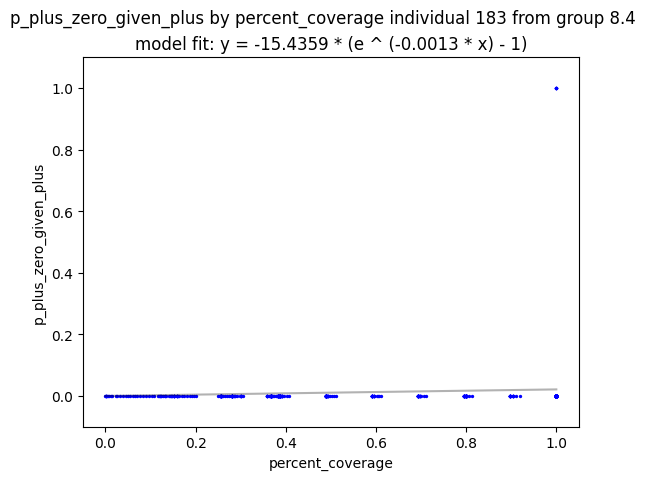 p_plus_zero_given_plus by percent_coverage individual 183 from group 8.4
model fit: y = -15.4359 * (e ^ (-0.0013 * x) - 1)
1.0
0.8
0.6
0.4
0.2
0.0
p_plus_zero_given_plus
0.0 0.2 0.4 0.6 0.8 1.0
percent_coverage